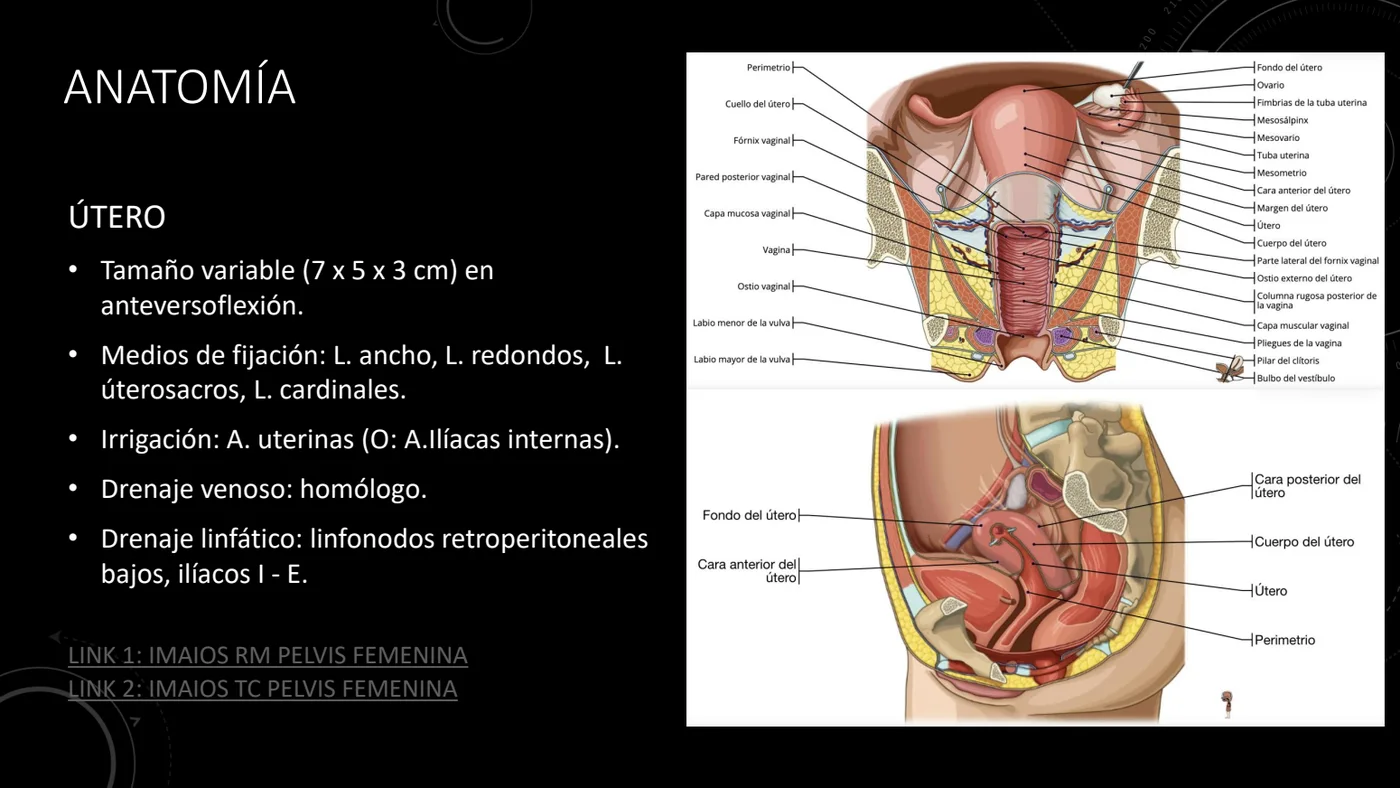 ANATOMÍA
ÚTERO
• Tamaño variable (7 x 5 x 3 cm) en
anteversoflexión.
• Medios de fijación: L. ancho, L. redondos,  L.
úterosacros, L. cardinales.
• Irrigación: A. uterinas (O: A.Ilíacas internas).
• Drenaje venoso: homólogo.
• Drenaje linfático: linfonodos retroperitoneales
bajos, ilíacos I - E.
LINK 1: IMAIOS RM PELVIS FEMENINA
LINK 2: IMAIOS TC PELVIS FEMENINA
Perimetrio
Cuello del útero
Fórnix vaginal
Pared posterior vaginal
Capa mucosa vaginal
Vagina
Ostio vaginal
Labio menor de la vulva
Labio mayor de la vulva
Fondo del útero
Ovario
Fimbrias de la tuba uterina
Mesosálpinx
Mesovario
Tuba uterina
Mesometrio
Cara anterior del útero
Margen del útero
Útero
Cuerpo del útero
Parte lateral del fornix vaginal
Ostio externo del útero
Columna rugosa posterior de
la vagina
Capa muscular vaginal
Pliegues de la vagina
Pilar del clítoris
Bulbo del vestíbulo
Fondo del útero
Cara anterior del
útero
Cara posterior del
útero
Cuerpo del útero
Útero
Perimetrio
200